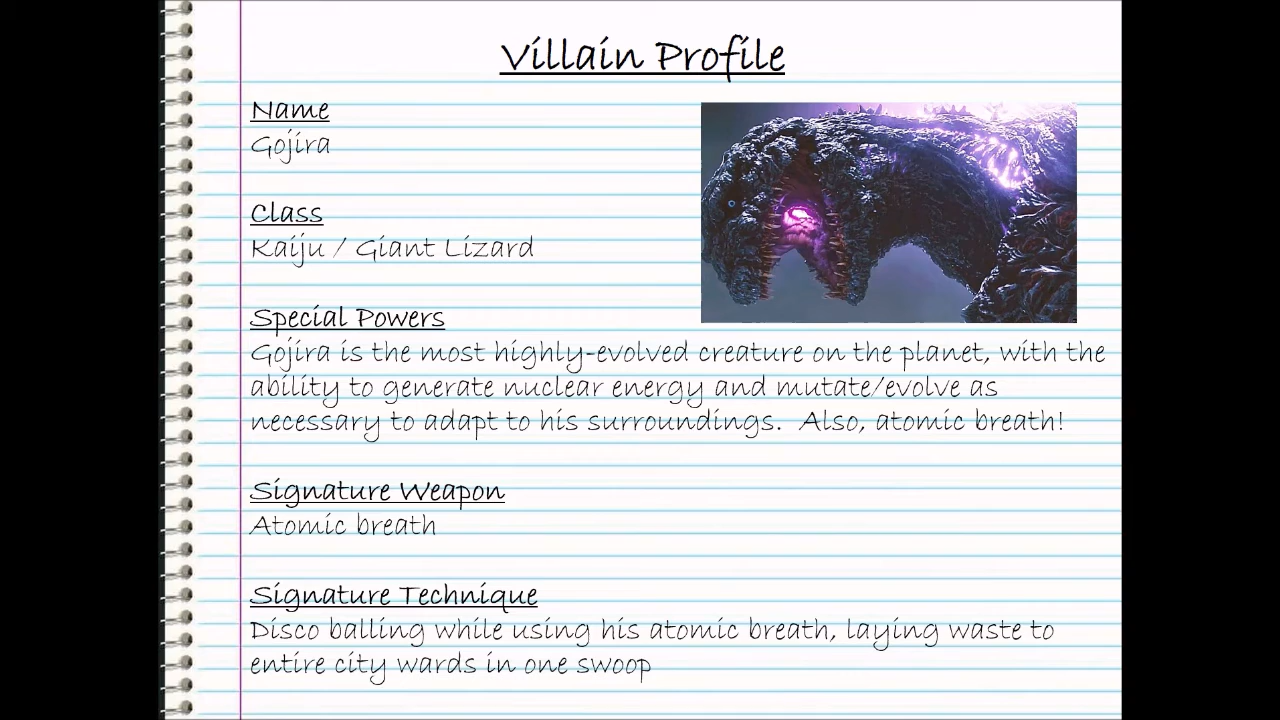 Villain Profile
Name
Gojira
Class
Kaiju / Giant Lizard
Special Powers
Gojira is the most highly-evolved creature on the planet, with the
ability to generate nuclear energy and mutate/evolve as
necessary to adapt to his surroundings. Also, atomic breath!
Signature Weapon
Atomic breath
Signature Technique
Disco balling while using his atomic breath, laying waste to
entire city wards in one swoop